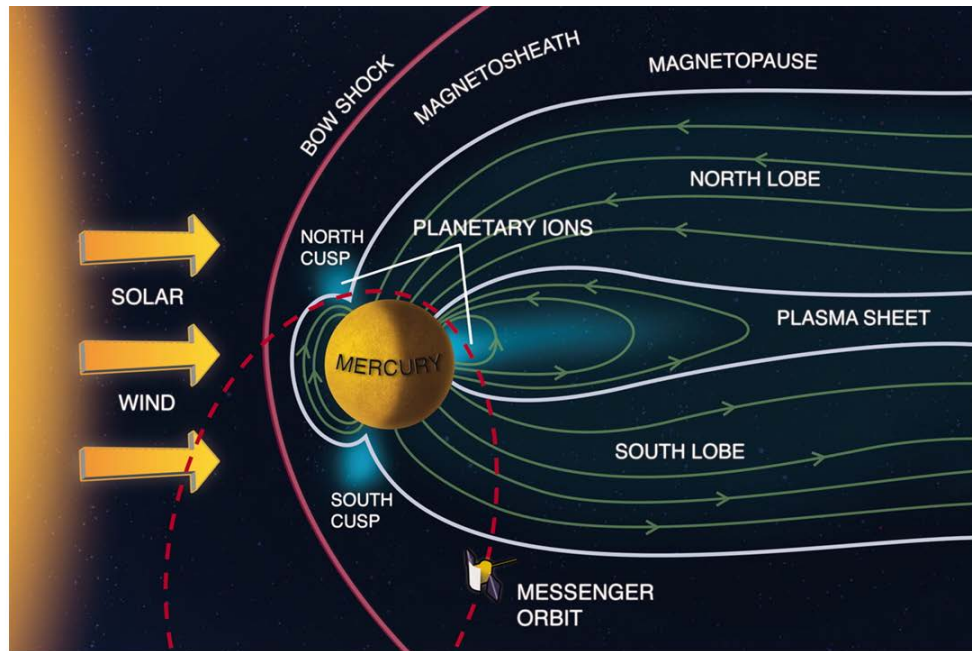 BOW SHOCK
MAGNETOSHEATH
MAGNETOPAUSE
NORTH LOBE
PLANETARY IONS
NORTH
CUSP
SOLAR
WIND
PLASMA SHEET
MERCURY
SOUTH LOBE
SOUTH
CUSP
MESSENGER
ORBIT